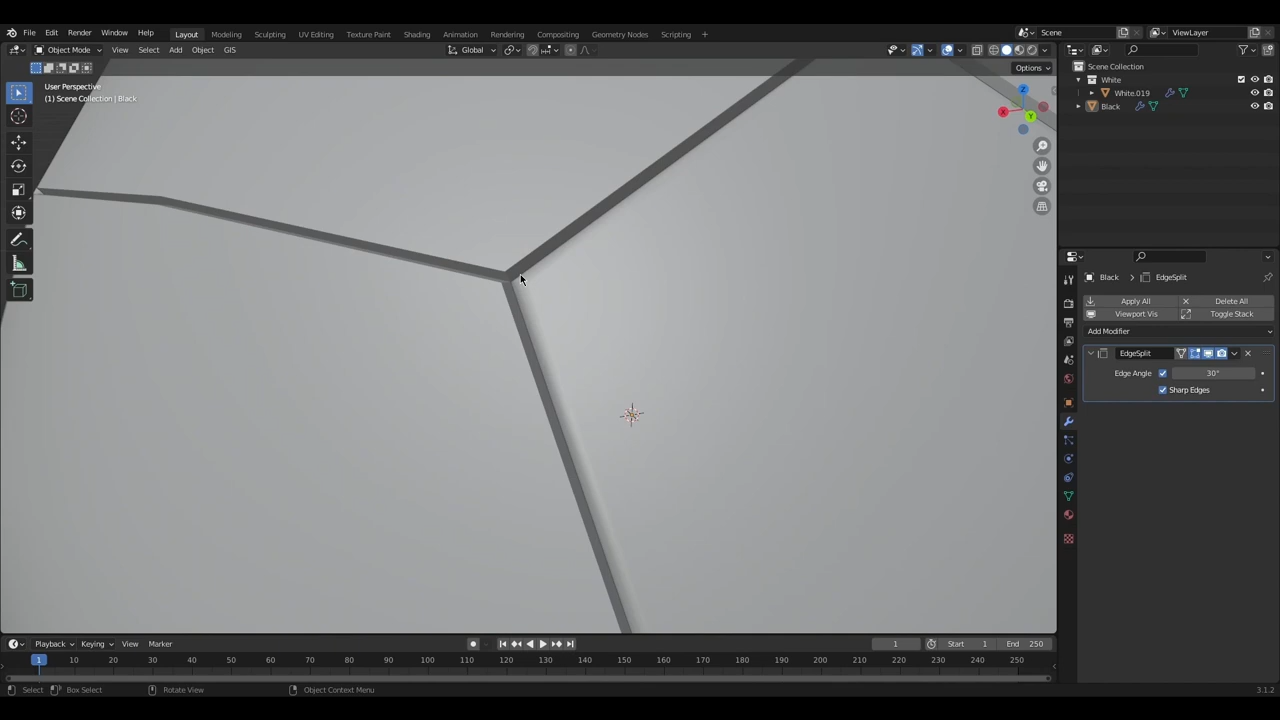 File Edit Render Window Help Layout Modeling Sculpting UV Editing Texture Paint Shading Animation Rendering Compositing Geometry Nodes Scripting Scene ViewLayer
Object Mode View Select Add Object GIS Global
Options
User Perspective
(1) Scene Collection | Black
Z
X
Y
Scene Collection
White
White.019
Black
Black EdgeSplit
Apply All Delete All
Viewport Vis Toggle Stack
Add Modifier
EdgeSplit
Edge Angle 30°
Sharp Edges
Playback Keying View Marker 1 Start 1 End 250
1 10 20 30 40 50 60 70 80 90 100 110 120 130 140 150 160 170 180 190 200 210 220 230 240 250
Select Box Select Rotate View Object Context Menu 3.1.2